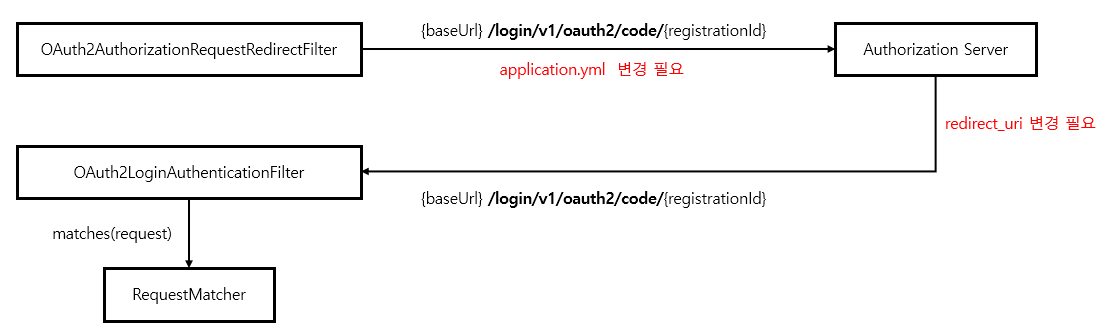 OAuth2AuthorizationRequestRedirectFilter
{baseUrl} /login/v1/oauth2/code/{registrationId}
application.yml 변경 필요
Authorization Server
redirect_uri 변경 필요
OAuth2LoginAuthenticationFilter
{baseUrl} /login/v1/oauth2/code/{registrationId}
matches(request)
RequestMatcher